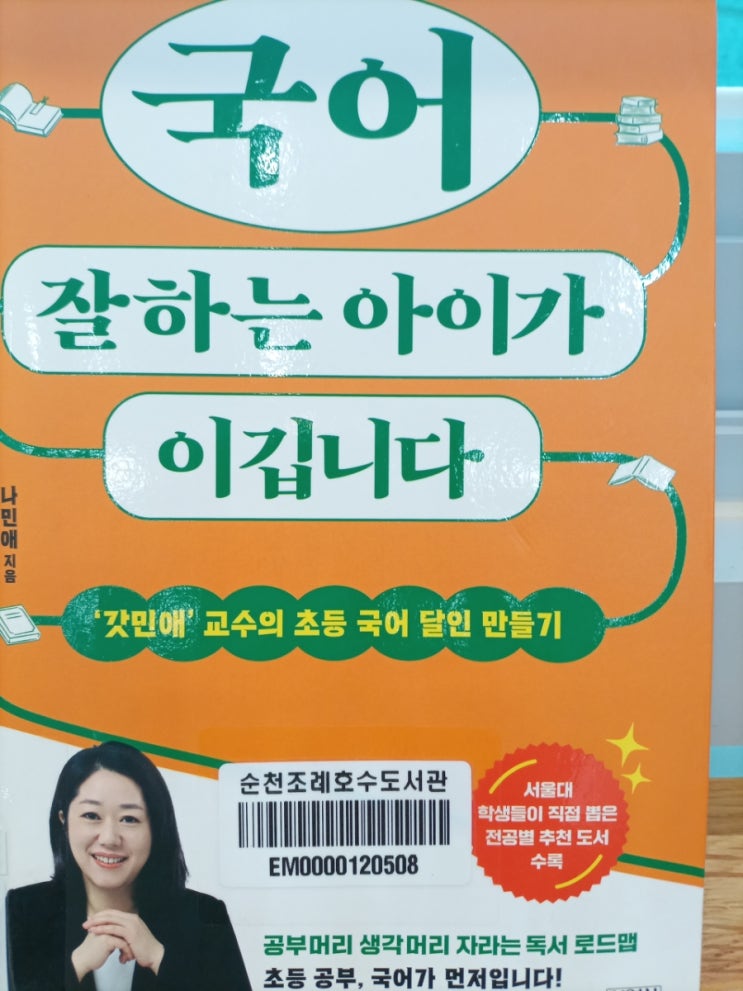 국어
잘하는 아이가
이깁니다
나민애 지음
‘갓민애’ 교수의 초등 국어 달인 만들기
순천조례호수도서관
EM0000120508
서울대
학생들이 직접 뽑은
전공별 추천 도서
수록
공부머리 생각머리 자라는 독서 로드맵
초등 공부, 국어가 먼저입니다!